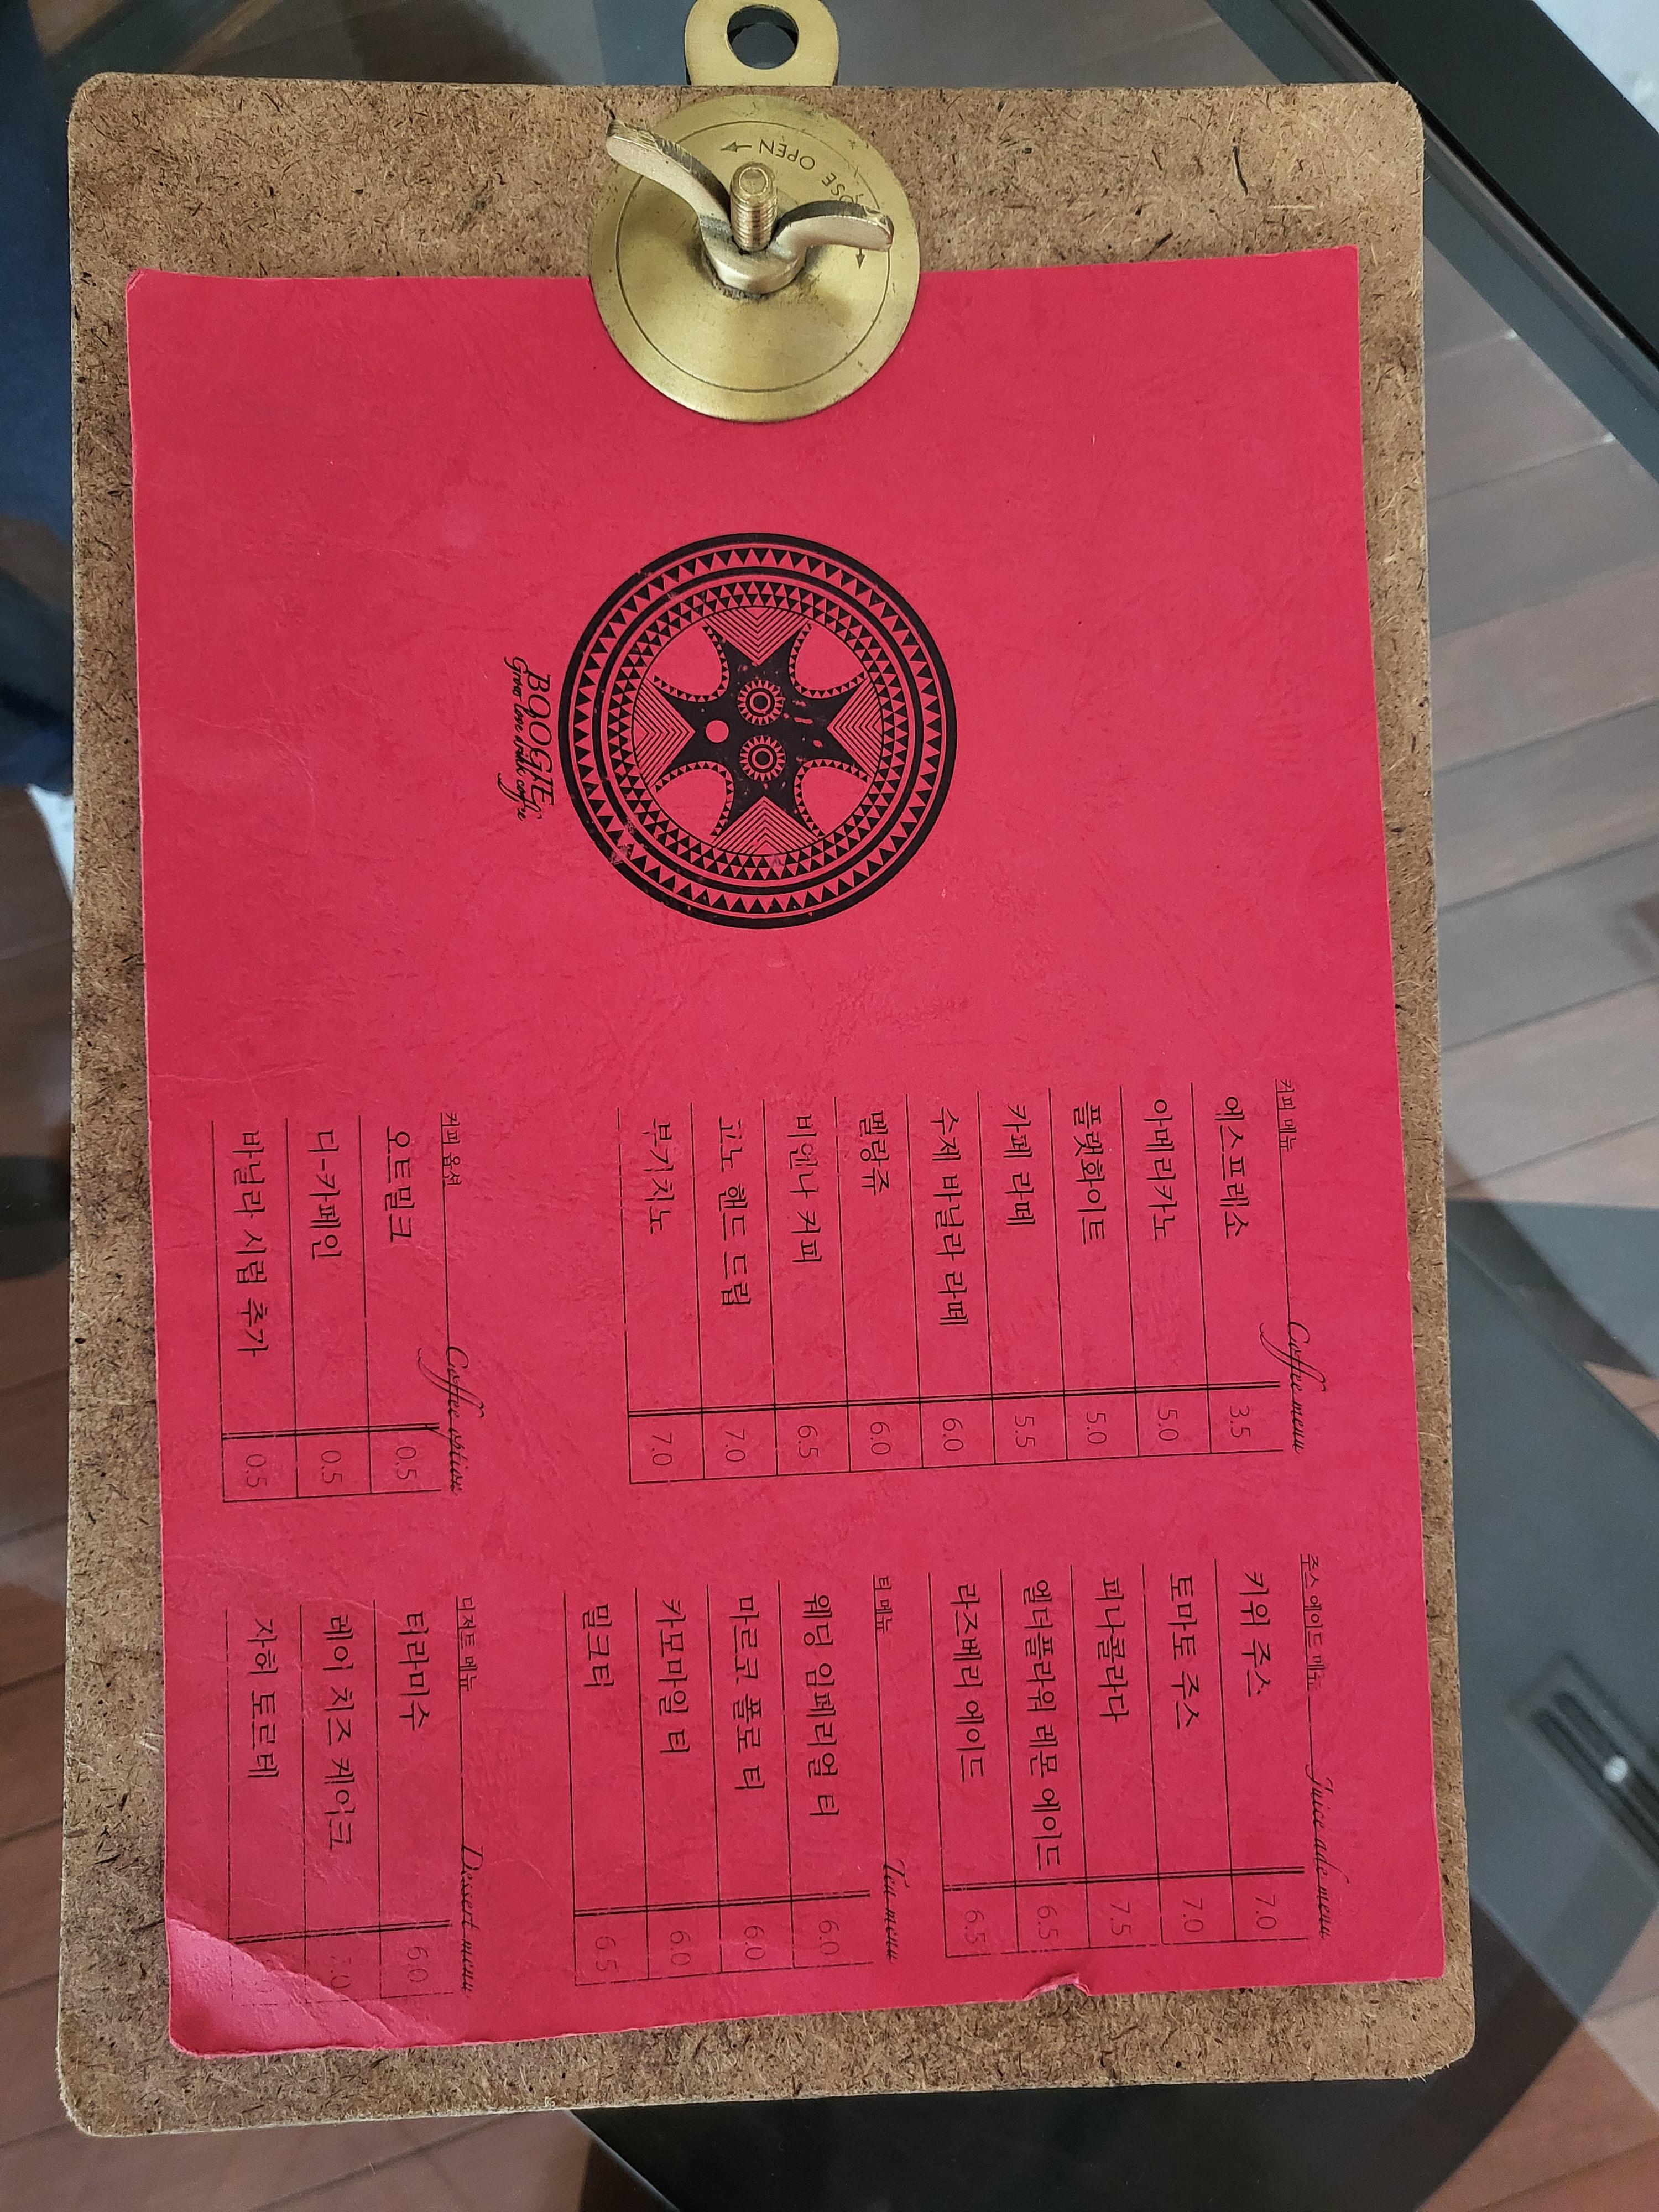 OPEN
BOOGIE
커피 메뉴 Coffee menu
에스프레소 3.5
아메리카노 5.0
플랫화이트 5.0
카페 라떼 5.5
수제 바닐라 라떼 6.0
멜랑쥬 6.0
비엔나 커피 6.5
고노 핸드 드립 7.0
부기치노 7.0
커피 옵션 Coffee option
오트밀크 0.5
디-카페인 0.5
바닐라 시럽 추가 0.5
주스 에이드 메뉴 Juice ade menu
키위 주스 7.0
토마토 주스 7.0
피나콜라다 7.5
엘더플라워 레몬 에이드 6.5
라즈베리 에이드 6.5
티 메뉴 Tea menu
웨딩 임페리얼 티 6.0
마르코 폴로 티 6.0
카모마일 티 6.0
밀크티 6.5
디저트 메뉴 Dessert menu
티라미수 6.0
레이 치즈 케이크
자허 토르테